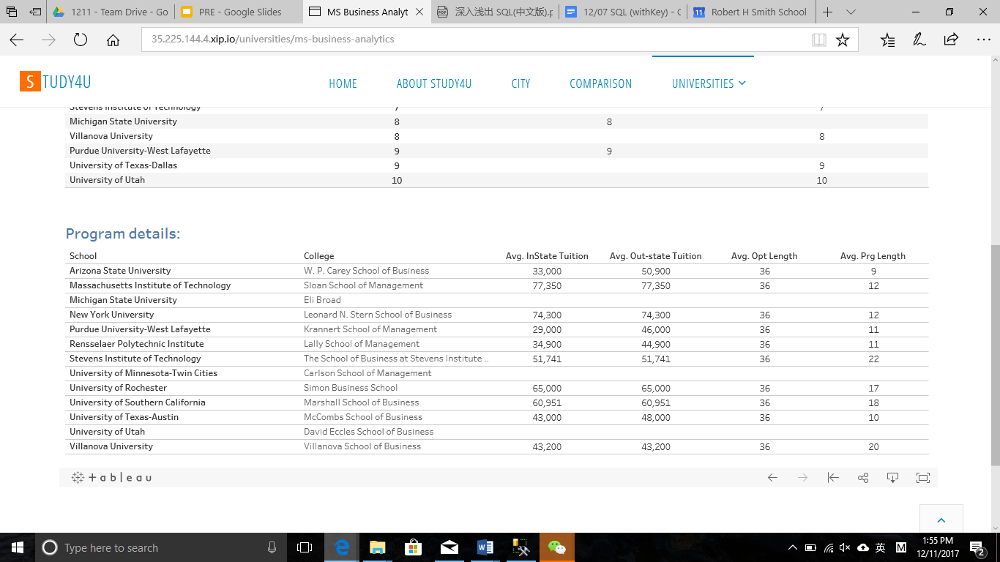 1211 - Team Drive - Go
PRE - Google Slides
MS Business Analyt
深入浅出 SQL(中文版).p
12/07 SQL (withKey) - G
11 Robert H Smith School
35.225.144.4.xip.io/universities/ms-business-analytics
STUDY4U
HOME ABOUT STUDY4U CITY COMPARISON UNIVERSITIES
Stevens Institute of Technology 7 7
Michigan State University 8 8
Villanova University 8 8
Purdue University-West Lafayette 9 9
University of Texas-Dallas 9 9
University of Utah 10 10
Program details:
School College Avg. InState Tuition Avg. Out-state Tuition Avg. Opt Length Avg. Prg Length
Arizona State University W. P. Carey School of Business 33,000 50,900 36 9
Massachusetts Institute of Technology Sloan School of Management 77,350 77,350 36 12
Michigan State University Eli Broad
New York University Leonard N. Stern School of Business 74,300 74,300 36 12
Purdue University-West Lafayette Krannert School of Management 29,000 46,000 36 11
Rensselaer Polytechnic Institute Lally School of Management 34,900 44,900 36 11
Stevens Institute of Technology The School of Business at Stevens Institute .. 51,741 51,741 36 22
University of Minnesota-Twin Cities Carlson School of Management
University of Rochester Simon Business School 65,000 65,000 36 17
University of Southern California Marshall School of Business 60,951 60,951 36 18
University of Texas-Austin McCombs School of Business 43,000 48,000 36 10
University of Utah David Eccles School of Business
Villanova University Villanova School of Business 43,200 43,200 36 20
+ableau
Type here to search
英 M
1:55 PM
12/11/2017
2